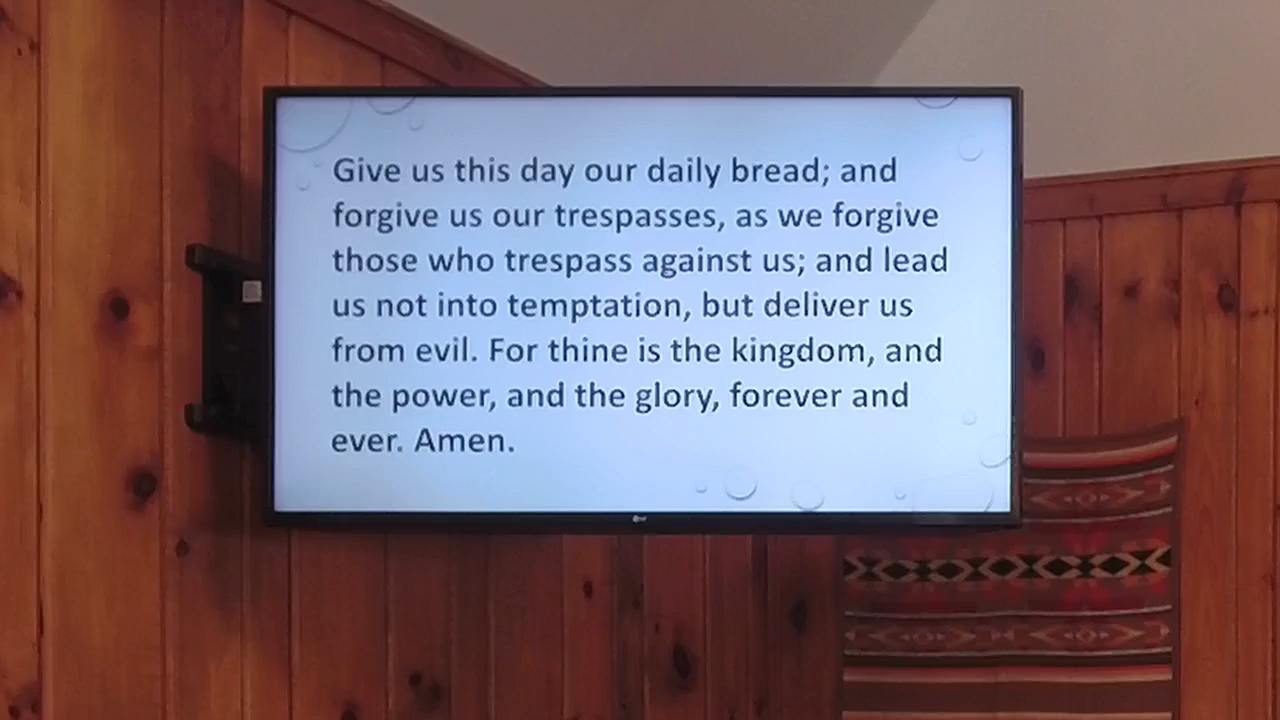 Give us this day our daily bread; and
forgive us our trespasses, as we forgive
those who trespass against us; and lead
us not into temptation, but deliver us
from evil. For thine is the kingdom, and
the power, and the glory, forever and
ever. Amen.